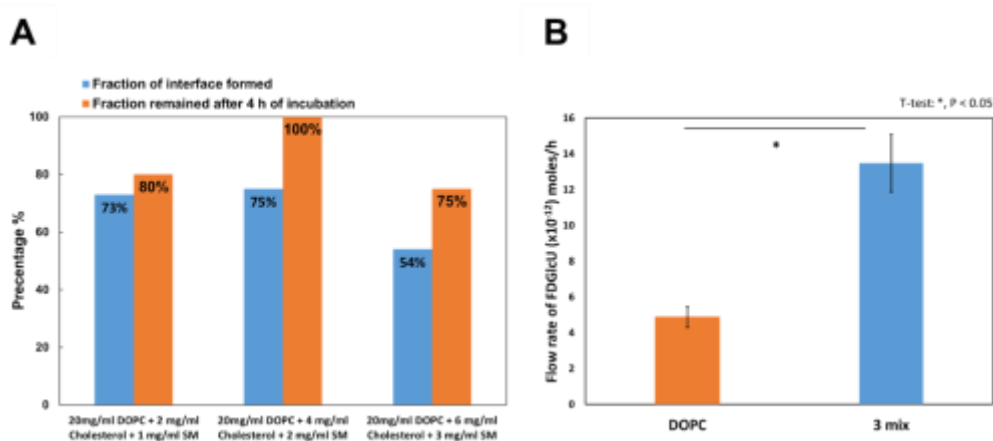 A
Fraction of interface formed
Fraction remained after 4 h of incubation
100
80
60
40
20
0
Precentage %
73%
80%
75%
100%
54%
75%
20mg/ml DOPC + 2 mg/ml
Cholesterol + 1 mg/ml SM
20mg/ml DOPC + 4 mg/ml
Cholesterol + 2 mg/ml SM
20mg/ml DOPC + 6 mg/ml
Cholesterol + 3 mg/ml SM
B
T-test: *, P < 0.05
Flow rate of FDGlcU (x10⁻¹²) moles/h
16
14
12
10
8
6
4
2
0
*
DOPC
3 mix